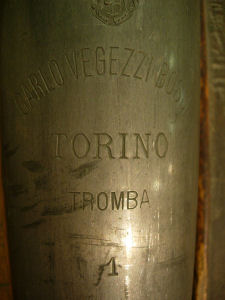 CARLO VEGEZZI BOSSI
TORINO
TROMBA
1